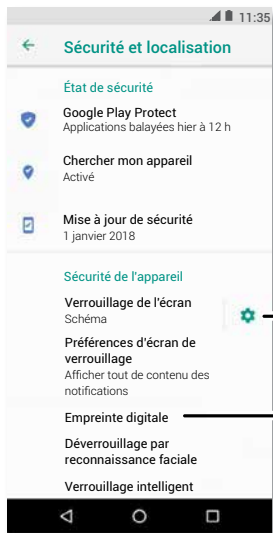 11:35
Sécurité et localisation
État de sécurité
Google Play Protect
Applications balayées hier à 12 h
Chercher mon appareil
Activé
Mise à jour de sécurité
1 janvier 2018
Sécurité de l'appareil
Verrouillage de l'écran
Schéma
Préférences d'écran de
verrouillage
Afficher tout de contenu des
notifications
Empreinte digitale
Déverrouillage par
reconnaissance faciale
Verrouillage intelligent